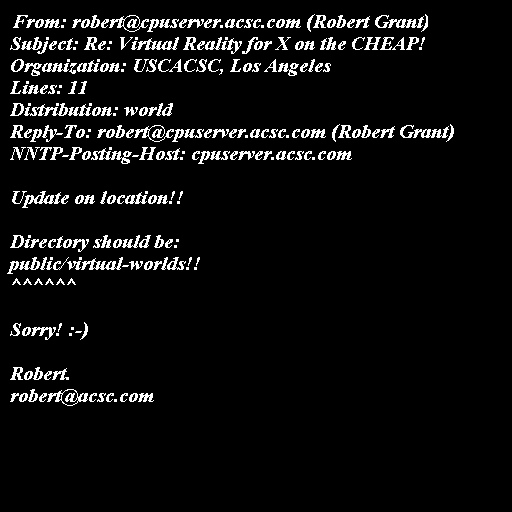 From: robert@cpuserver.acsc.com (Robert Grant)
Subject: Re: Virtual Reality for X on the CHEAP!
Organization: USCACSC, Los Angeles
Lines: 11
Distribution: world
Reply-To: robert@cpuserver.acsc.com (Robert Grant)
NNTP-Posting-Host: cpuserver.acsc.com

Update on location!!

Directory should be:
public/virtual-worlds!!
^^^^^^

Sorry! :-)

Robert.
robert@acsc.com